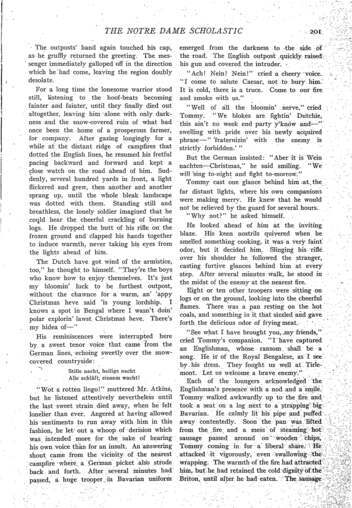 THE NOTRE DAME SCHOLASTIC
201
The outposts' band again touched his cap,
as he gruffly returned the greeting. The mes-
senger immediately galloped off in the direction
which he had come, leaving the region doubly
desolate.
For a long time the lonesome warrior stood
still, listening to the hoof-beats becoming
fainter and fainter, until they finally died out
altogether, leaving him alone with only dark-
ness and the snow-covered ruin of what had
once been the home of a prosperous farmer,
for company. After gazing longingly for a
while at the distant ridge of campfires that
dotted the English lines, he resumed his fretful
pacing backward and forward and kept a
close watch on the road ahead of him. Sud-
denly, several hundred yards in front, a light
flickered and grew, then another and another
sprang up, until the whole bleak landscape
was dotted with them. Standing still and
breathless, the lonely soldier imagined that he
could hear the cheerful crackling of burning
logs. He dropped the butt of his rifle on the
frozen ground and clapped his hands together
to induce warmth, never taking his eyes from
the lights ahead of him.
The Dutch have got wind of the armistice,
too," he thought to himself. "They're the boys
who know how to enjoy themselves. It's just
my bloomin' luck to be farthest outpost,
without the chawnce for a warm, an' 'appy
Christmas have said 'is young lordship. I
knows a spot in Bengal where I wasn't doin'
polar explorin' lawst Christmas heve. There's
my hidea of—"
His reminiscences were interrupted here
by a sweet tenor voice that came from the
German lines, echoing sweetly over the snow-
covered countryside:
Stille nacht, heilige nacht
Alle schläft, einsam wacht!
"Wot a rotten lingo!" muttered Mr. Atkins,
but he listened attentively nevertheless until
the last sweet strain died away, when he felt
lonelier than ever. Angered at having allowed
his sentiments to run away with him in this
fashion, he let out a whoop of derision which
was intended more for the sake of hearing
his own voice than for an insult. An answering
shout came from the vicinity of the nearest
campfire where a German picket also strode
back and forth. After several minutes had
passed, a huge trooper in Bavarian uniform
emerged from the darkness to the side of
the road. The English outpost quickly raised
his gun and covered the intruder.
"Ach! Nein! Nein!" cried a cheery voice.
"I come to salute Caesar, not to bury him.
It is cold, there is a truce. Come to our fire
and smoke with us."
"Well of all the bloomin' nerve," cried
Tommy. "We blokes are fightin' Dutchie,
this ain't no week end party y'knöw and—"
swelling with pride over his newly acquired
phrase—" 'fraternizin' with the enemy is
strictly forbidden.' "
But the German insisted: "Aber it is Wein
nachten—Christmas," he said smiling. "We
will 'sing to-night and fight to-morrow."
Tommy cast one glance behind him at the
far distant lights, where his own companions
were making merry. He knew that he would
not be relieved by the guard for several hours.
"Why not?" he asked himself.
He looked ahead of him at the inviting
blaze. His keen nostrils quivered when he
smelled something cooking, it was a very faint
odor, but it decided him. Slinging his rifle
over his shoulder he followed the stranger,
casting furtive glances behind him at every
step. After several minutes walk, he stood in
the midst of the enemy at the nearest fire.
Eight or ten other troopers were sitting on
logs or on the ground, looking into the cheerful
flames. There was a pan resting on the hot
coals, and something in it that sizzled and gave
forth the delicious odor of frying meat.
"See what I have brought you, my friends,"
cried Tommy's companion. "I have captured
an Englishman, whose ransom shall be a
song. He is of the Royal Bengalese, as I see
by his dress. They fought us well at Tirle-
mont. Let us welcome a brave enemy."
Each of the loungers acknowledged the
Englishman's presence with a nod and a smile.
Tommy walked awkwardly up to the fire and
took a seat on a log next to a strapping big
Bavarian. He calmly lit his pipe and puffed
away contentedly. Soon the pan was lifted
from the fire and a mess of steaming hot
sausage passed around on wooden chips,
Tommy coming in for a liberal share. He
attacked it vigorously, even swallowing the
wrapping. The warmth of the fire had attracted
him, but he had retained the cold dignity of the
Briton, until after he had eaten. The sausage